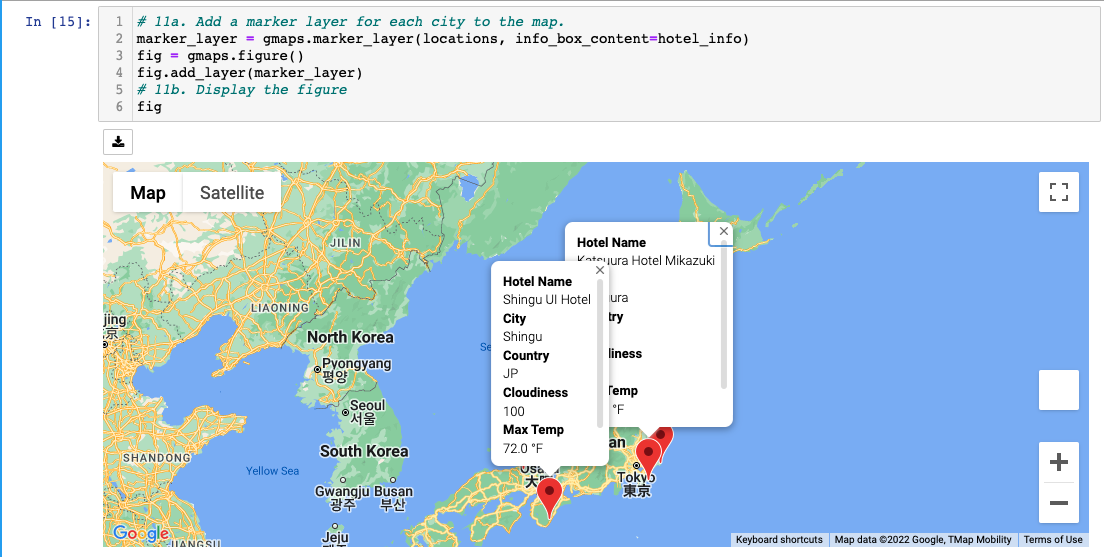 In [15]:
1 # 11a. Add a marker layer for each city to the map.
2 marker_layer = gmaps.marker_layer(locations, info_box_content=hotel_info)
3 fig = gmaps.figure()
4 fig.add_layer(marker_layer)
5 # 11b. Display the figure
6 fig
Map Satellite
JILIN
LIAONING
jing
京
North Korea
Pyongyang
평양
Seoul
서울
South Korea
SHANDONG
Yellow Sea
Gwangju
광주
Busan
부산
Jeju
JIANGSU
Google
Se
Hotel Name
Katsuura Hotel Mikazuki
ura
try
liness
Temp
°F
Hotel Name
Shingu UI Hotel
City
Shingu
Country
JP
Cloudiness
100
Max Temp
72.0 °F
an
Osa
大阪
Tokyo
東京
Keyboard shortcuts
Map data ©2022 Google, TMap Mobility
Terms of Use